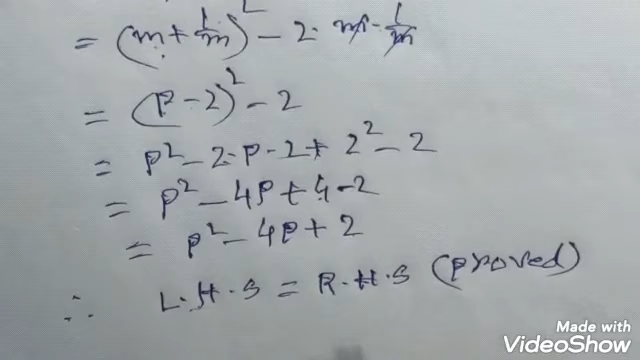 = (m + 1/m)² - 2 · m · 1/m
= (P - 2)² - 2
= P² - 2·P·2 + 2² - 2
= P² - 4P + 4 - 2
= P² - 4P + 2
∴ L.H.S = R.H.S (proved)
Made with
VideoShow